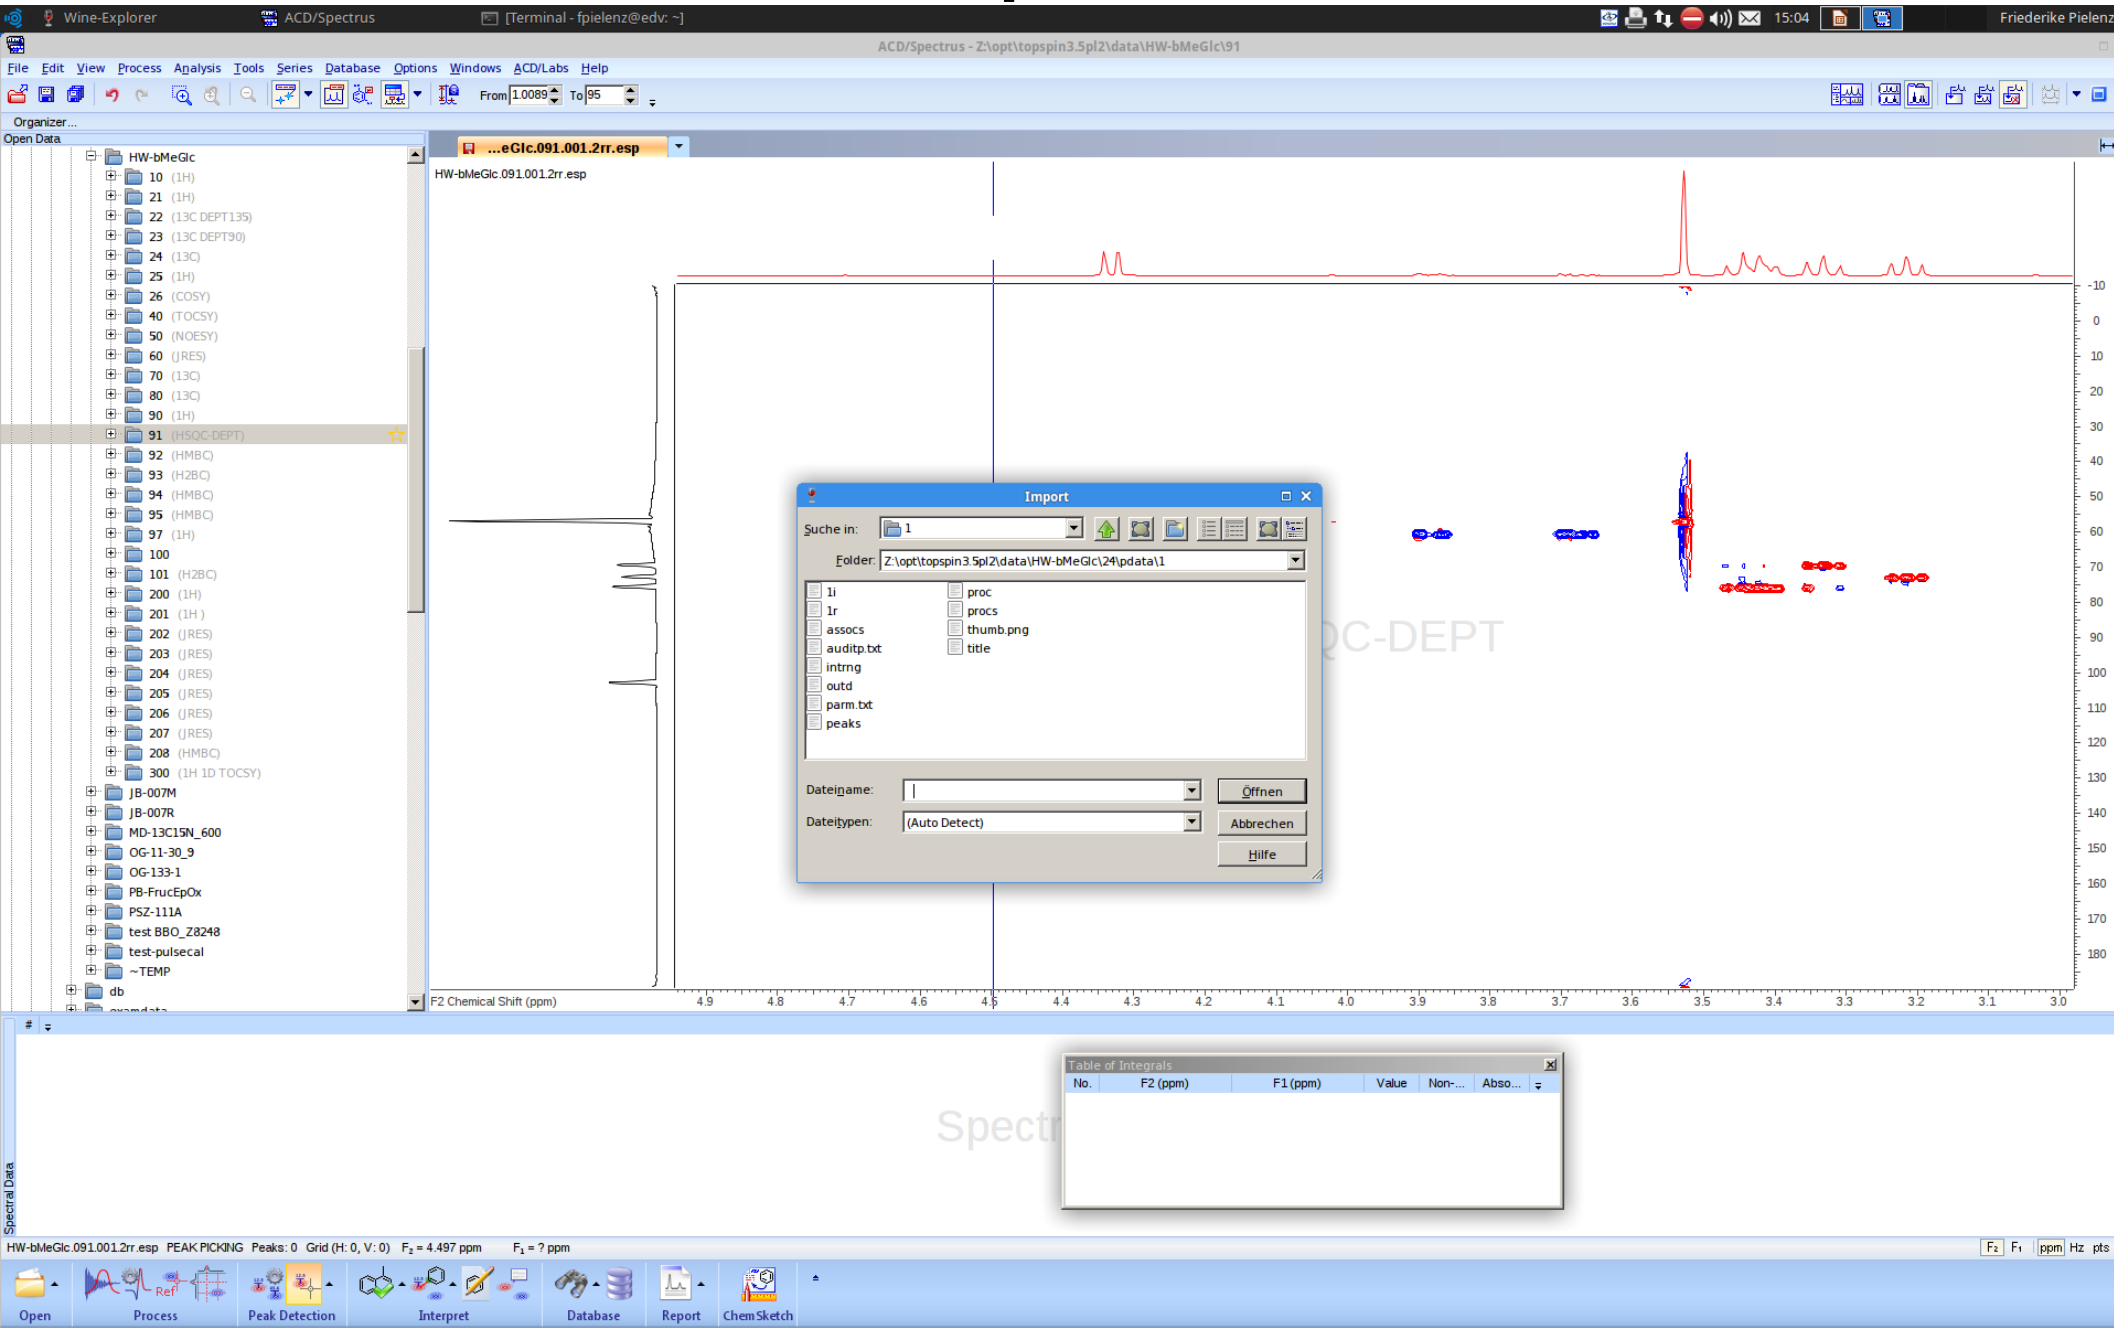 Wine-Explorer ACD/Spectrus [Terminal - fpielenz@edv: ~] 15:04 Friederike Pielenz
ACD/Spectrus - Z:\opt\topspin3.5pl2\data\HW-bMeGlc\91
File Edit View Process Analysis Tools Series Database Options Windows ACD/Labs Help
From 1.0089 To 95
Organizer...
Open Data
HW-bMeGlc
10 (1H)
21 (1H)
22 (13C DEPT135)
23 (13C DEPT90)
24 (13C)
25 (1H)
26 (COSY)
40 (TOCSY)
50 (NOESY)
60 (JRES)
70 (13C)
80 (13C)
90 (1H)
91 (HSQC-DEPT)
92 (HMBC)
93 (H2BC)
94 (HMBC)
95 (HMBC)
97 (1H)
100
101 (H2BC)
200 (1H)
201 (1H )
202 (JRES)
203 (JRES)
204 (JRES)
205 (JRES)
206 (JRES)
207 (JRES)
208 (HMBC)
300 (1H 1D TOCSY)
JB-007M
JB-007R
MD-13C15N_600
OG-11-30_9
OG-133-1
PB-FrucEpOx
PSZ-111A
test BBO_Z8248
test-pulsecal
~TEMP
db
examdata
...eGlc.091.001.2rr.esp
HW-bMeGlc.091.001.2rr.esp
-10
0
10
20
30
40
50
60
70
80
90
100
110
120
130
140
150
160
170
180
QC-DEPT
F2 Chemical Shift (ppm) 4.9 4.8 4.7 4.6 4.5 4.4 4.3 4.2 4.1 4.0 3.9 3.8 3.7 3.6 3.5 3.4 3.3 3.2 3.1 3.0
Import
Suche in: 1
Folder: Z:\opt\topspin3.5pl2\data\HW-bMeGlc\24\pdata\1
1i proc
1r procs
assocs thumb.png
auditp.txt title
intrng
outd
parm.txt
peaks
Dateiname: Öffnen
Dateitypen: (Auto Detect) Abbrechen
Hilfe
#
Spectr
Spectral Data
Table of Integrals
No. F2 (ppm) F1 (ppm) Value Non-... Abso...
HW-bMeGlc.091.001.2rr.esp PEAK PICKING Peaks: 0 Grid (H: 0, V: 0) F2 = 4.497 ppm F1 = ? ppm F2 F1 ppm Hz pts
Ref
Open Process Peak Detection Interpret Database Report ChemSketch